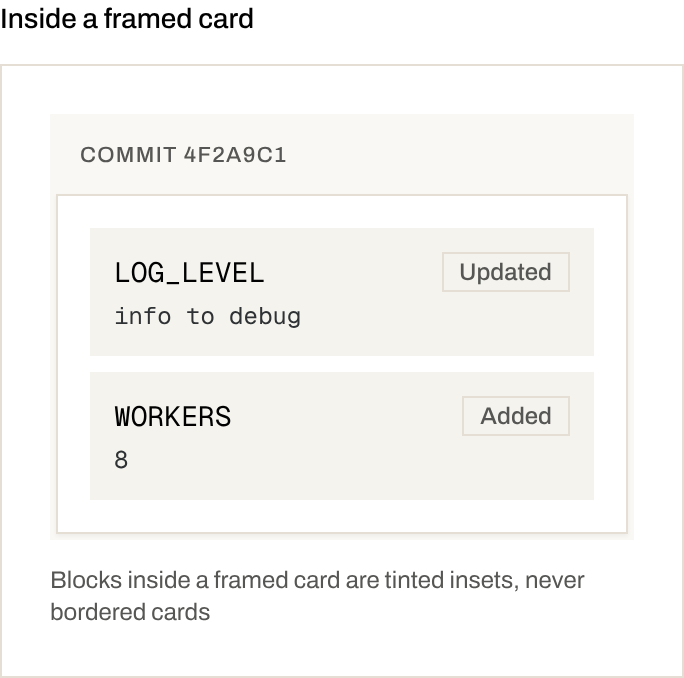 Inside a framed card
COMMIT 4F2A9C1
LOG_LEVEL
Updated
info to debug
WORKERS
Added
8
Blocks inside a framed card are tinted insets, never
bordered cards